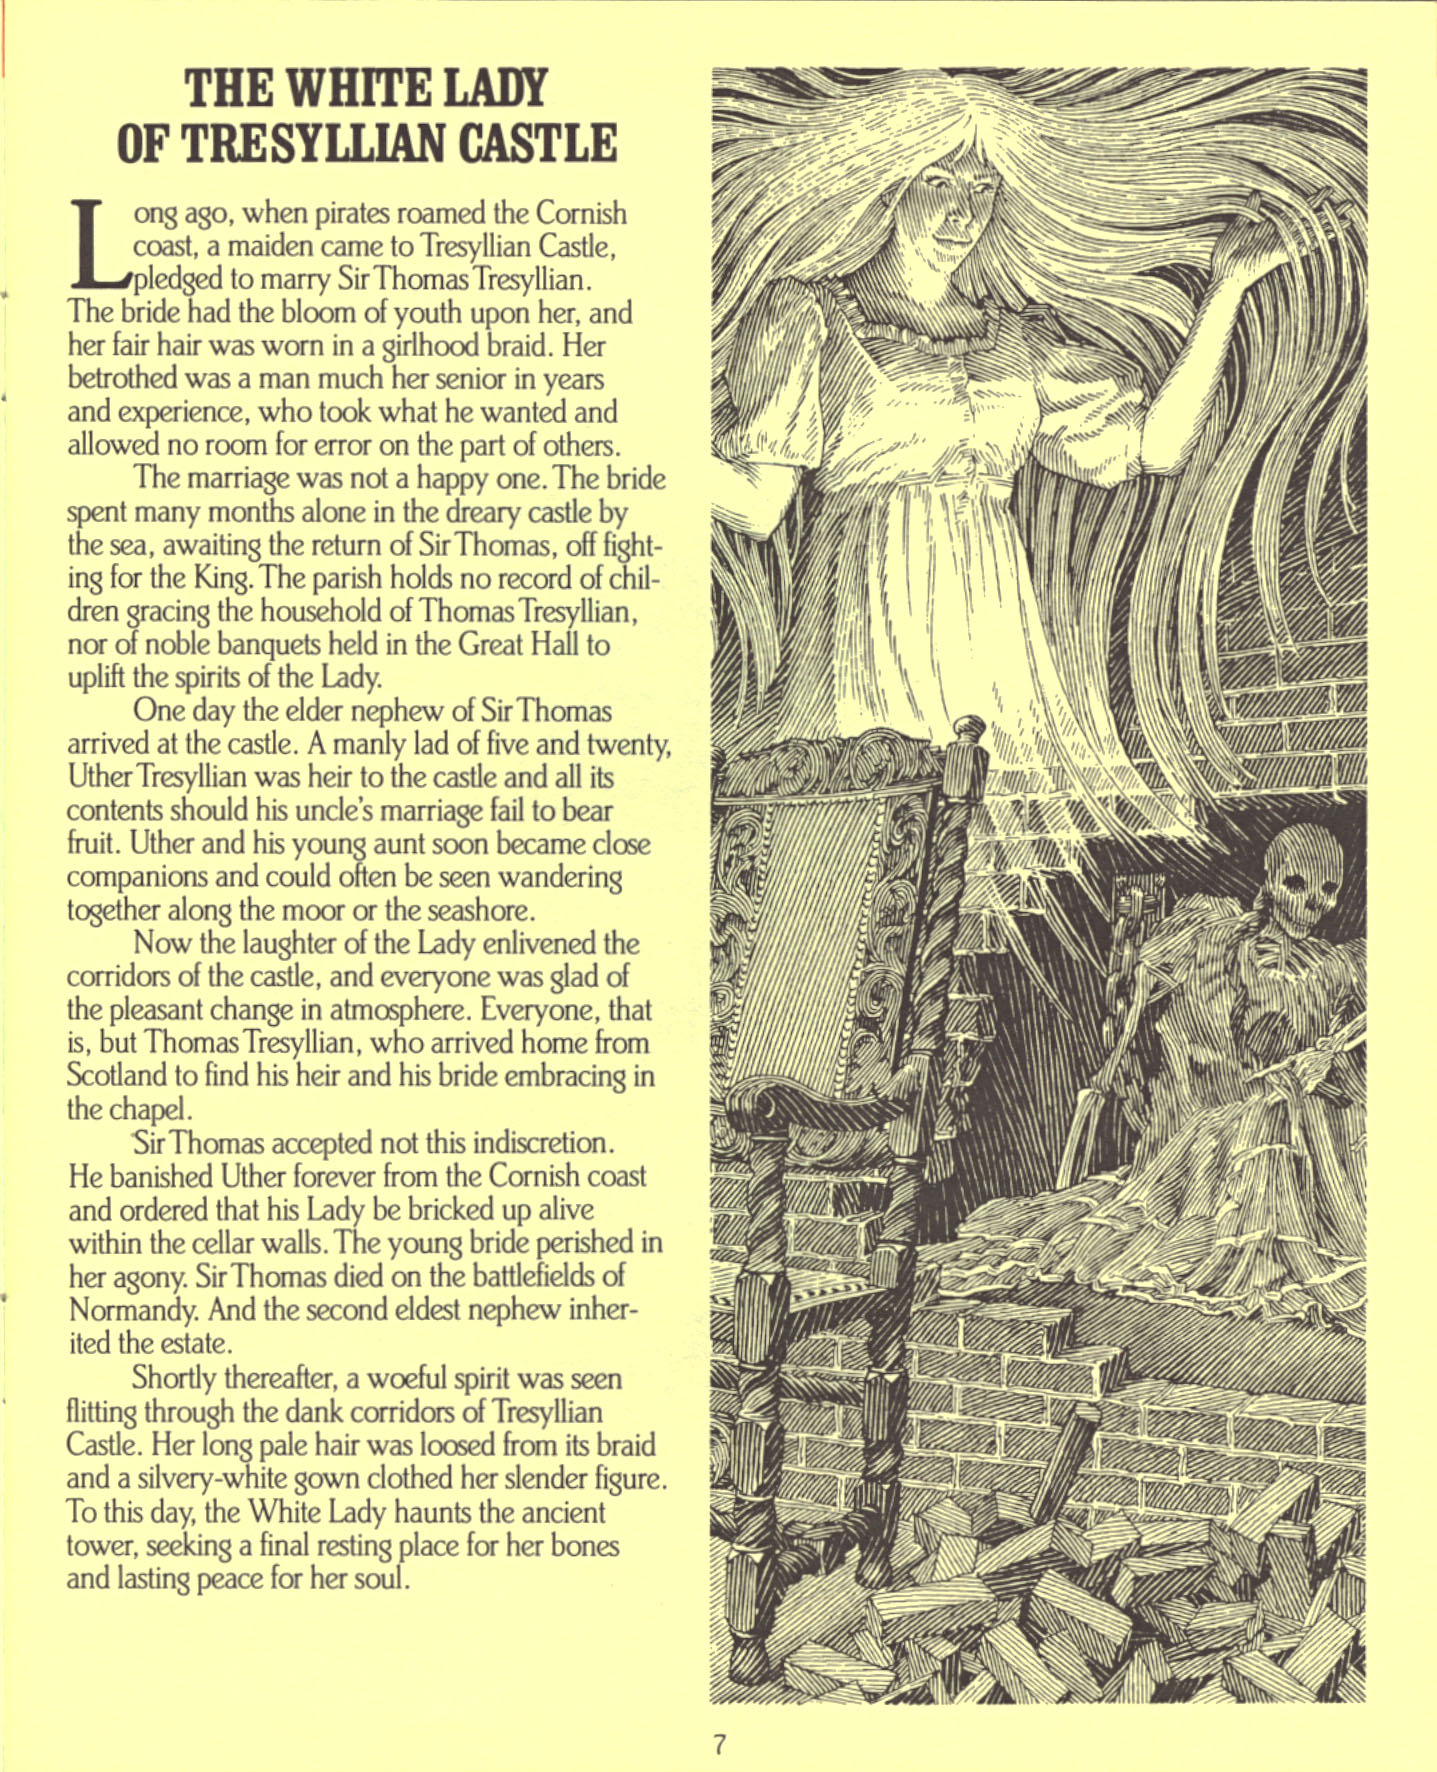 THE WHITE LADY
OF TRESYLLIAN CASTLE
Long ago, when pirates roamed the Cornish
coast, a maiden came to Tresyllian Castle,
pledged to marry Sir Thomas Tresyllian.
The bride had the bloom of youth upon her, and
her fair hair was worn in a girlhood braid. Her
betrothed was a man much her senior in years
and experience, who took what he wanted and
allowed no room for error on the part of others.
The marriage was not a happy one. The bride
spent many months alone in the dreary castle by
the sea, awaiting the return of Sir Thomas, off fight-
ing for the King. The parish holds no record of chil-
dren gracing the household of Thomas Tresyllian,
nor of noble banquets held in the Great Hall to
uplift the spirits of the Lady.
One day the elder nephew of Sir Thomas
arrived at the castle. A manly lad of five and twenty,
Uther Tresyllian was heir to the castle and all its
contents should his uncle's marriage fail to bear
fruit. Uther and his young aunt soon became close
companions and could often be seen wandering
together along the moor or the seashore.
Now the laughter of the Lady enlivened the
corridors of the castle, and everyone was glad of
the pleasant change in atmosphere. Everyone, that
is, but Thomas Tresyllian, who arrived home from
Scotland to find his heir and his bride embracing in
the chapel.
Sir Thomas accepted not this indiscretion.
He banished Uther forever from the Cornish coast
and ordered that his Lady be bricked up alive
within the cellar walls. The young bride perished in
her agony. Sir Thomas died on the battlefields of
Normandy. And the second eldest nephew inher-
ited the estate.
Shortly thereafter, a woeful spirit was seen
flitting through the dank corridors of Tresyllian
Castle. Her long pale hair was loosed from its braid
and a silvery-white gown clothed her slender figure.
To this day, the White Lady haunts the ancient
tower, seeking a final resting place for her bones
and lasting peace for her soul.
7